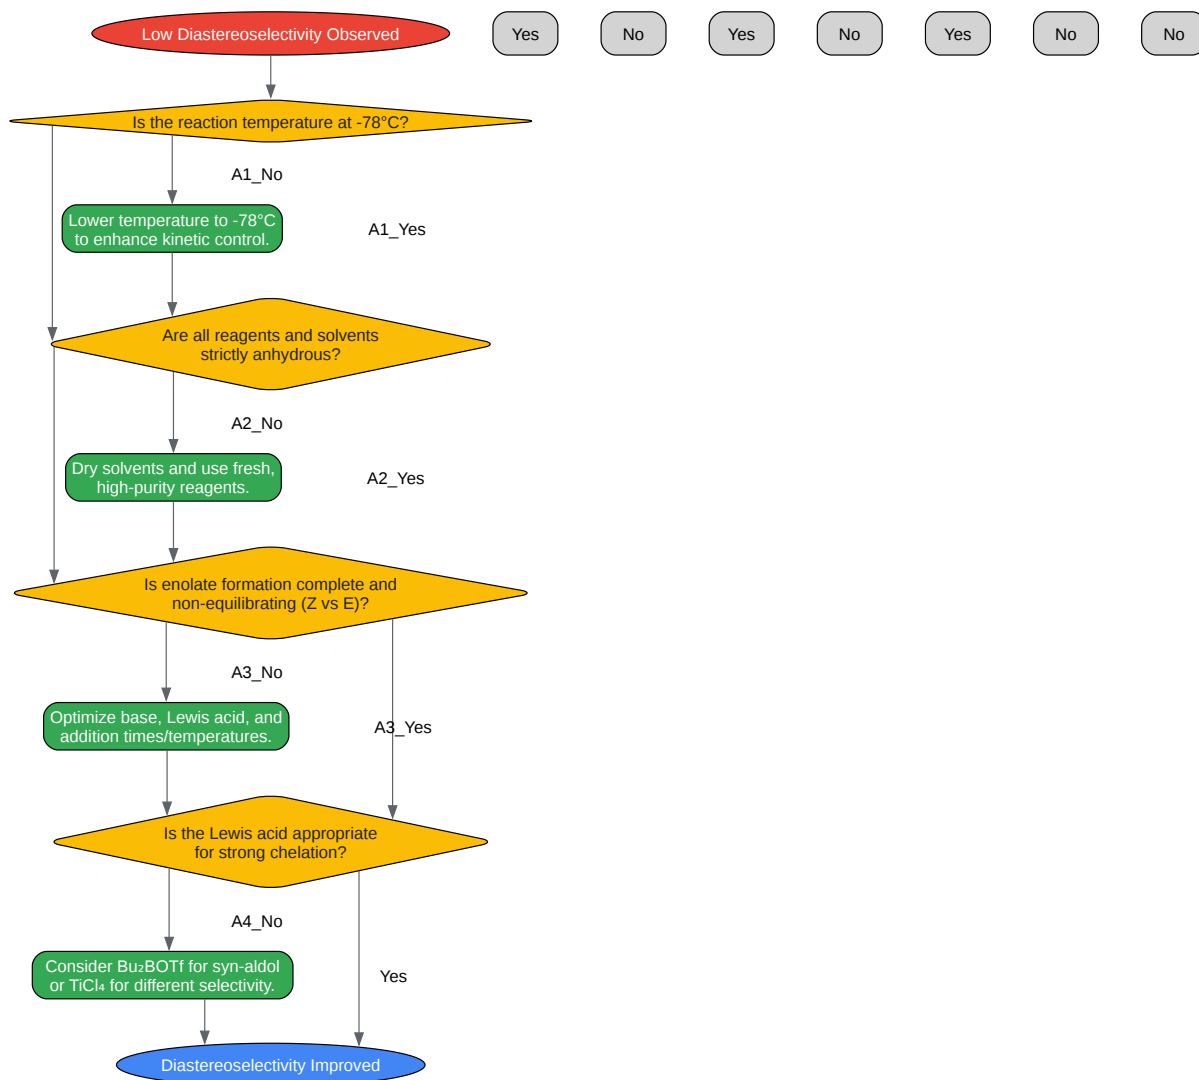 Low Diastereoselectivity Observed
Yes
No
Yes
No
Yes
No
No
Is the reaction temperature at -78°C?
A1_No
Lower temperature to -78°C
to enhance kinetic control.
A1_Yes
Are all reagents and solvents
strictly anhydrous?
A2_No
Dry solvents and use fresh,
high-purity reagents.
A2_Yes
Is enolate formation complete and
non-equilibrating (Z vs E)?
A3_No
Optimize base, Lewis acid, and
addition times/temperatures.
A3_Yes
Is the Lewis acid appropriate
for strong chelation?
A4_No
Consider Bu₂BOTf for syn-aldol
or TiCl₄ for different selectivity.
Yes
Diastereoselectivity Improved